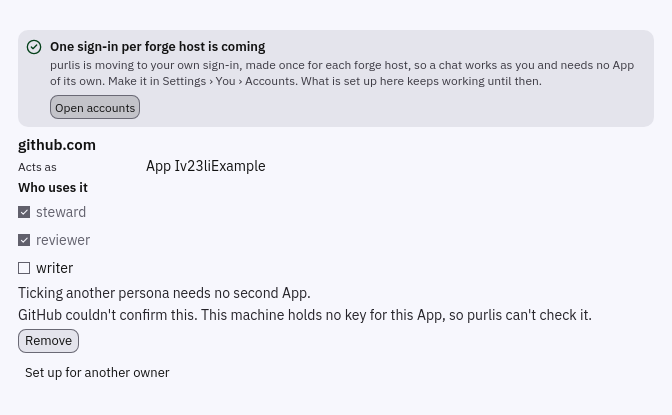 One sign-in per forge host is coming
purlis is moving to your own sign-in, made once for each forge host, so a chat works as you and needs no App
of its own. Make it in Settings › You › Accounts. What is set up here keeps working until then.
Open accounts
github.com
Acts as App Iv23liExample
Who uses it
steward
reviewer
writer
Ticking another persona needs no second App.
GitHub couldn't confirm this. This machine holds no key for this App, so purlis can't check it.
Remove
Set up for another owner